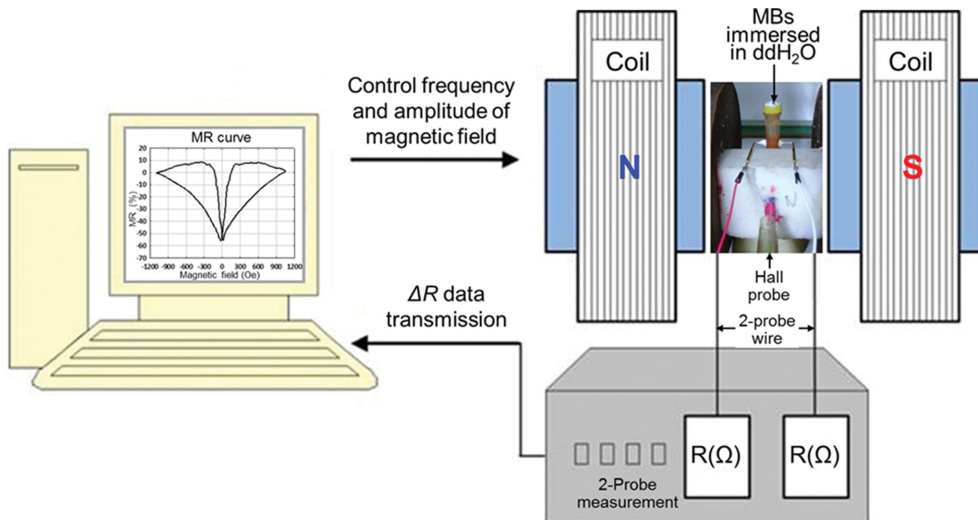 MR curve
20
10
0
-10
-20
-30
-40
-50
-60
-70
MR (%)
-1200 -900 -600 -300 0 300 600 900 1200
Magnetic field (Oe)
Control frequency
and amplitude of
magnetic field
ΔR data
transmission
MBs
immersed
in ddH₂O
Coil
Coil
N
S
Hall
probe
2-probe
wire
R(Ω)
R(Ω)
2-Probe
measurement